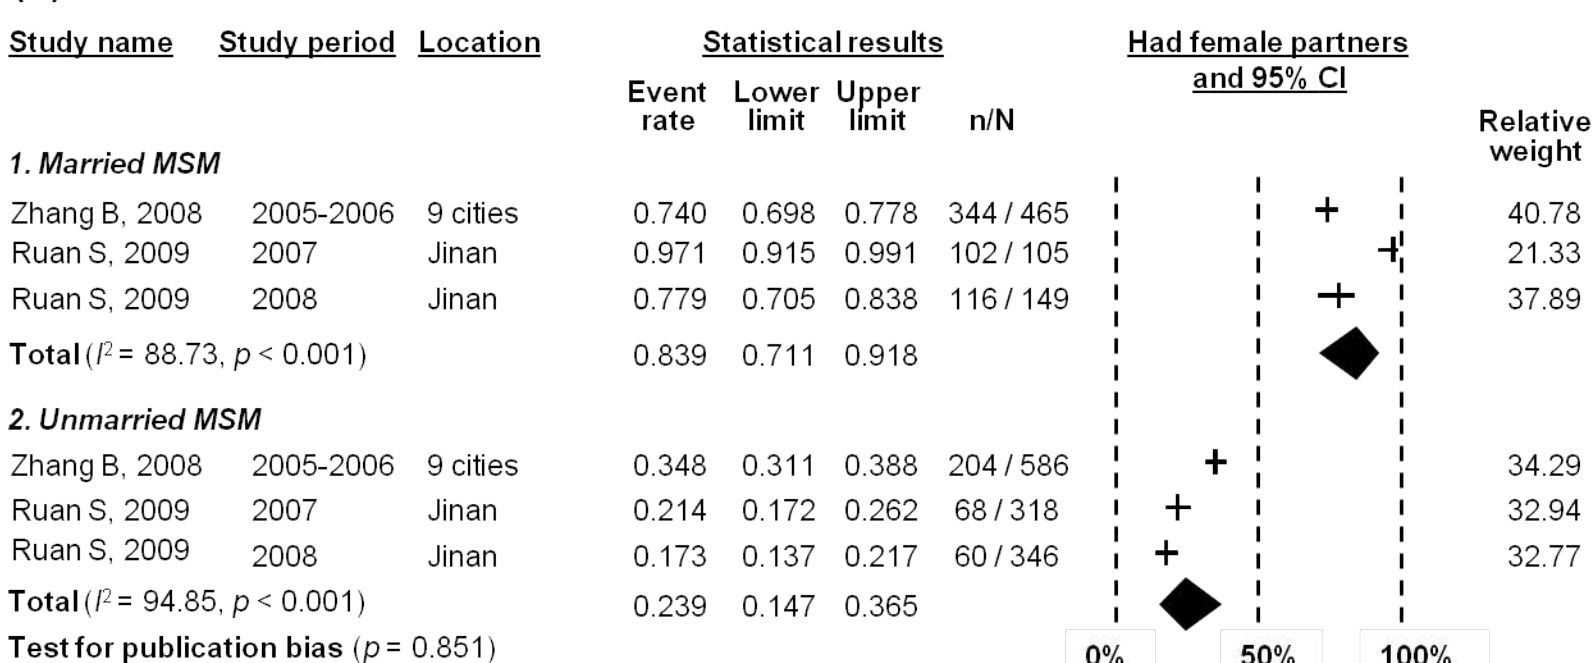 Study name Study period Location Statistical results Had female partners
and 95% CI
Event Lower Upper
rate limit limit n/N Relative
weight
1. Married MSM
Zhang B, 2008 2005-2006 9 cities 0.740 0.698 0.778 344 / 465 40.78
Ruan S, 2009 2007 Jinan 0.971 0.915 0.991 102 / 105 21.33
Ruan S, 2009 2008 Jinan 0.779 0.705 0.838 116 / 149 37.89
Total (I² = 88.73, p < 0.001) 0.839 0.711 0.918
2. Unmarried MSM
Zhang B, 2008 2005-2006 9 cities 0.348 0.311 0.388 204 / 586 34.29
Ruan S, 2009 2007 Jinan 0.214 0.172 0.262 68 / 318 32.94
Ruan S, 2009 2008 Jinan 0.173 0.137 0.217 60 / 346 32.77
Total (I² = 94.85, p < 0.001) 0.239 0.147 0.365
Test for publication bias (p = 0.851) 0% 50% 100%